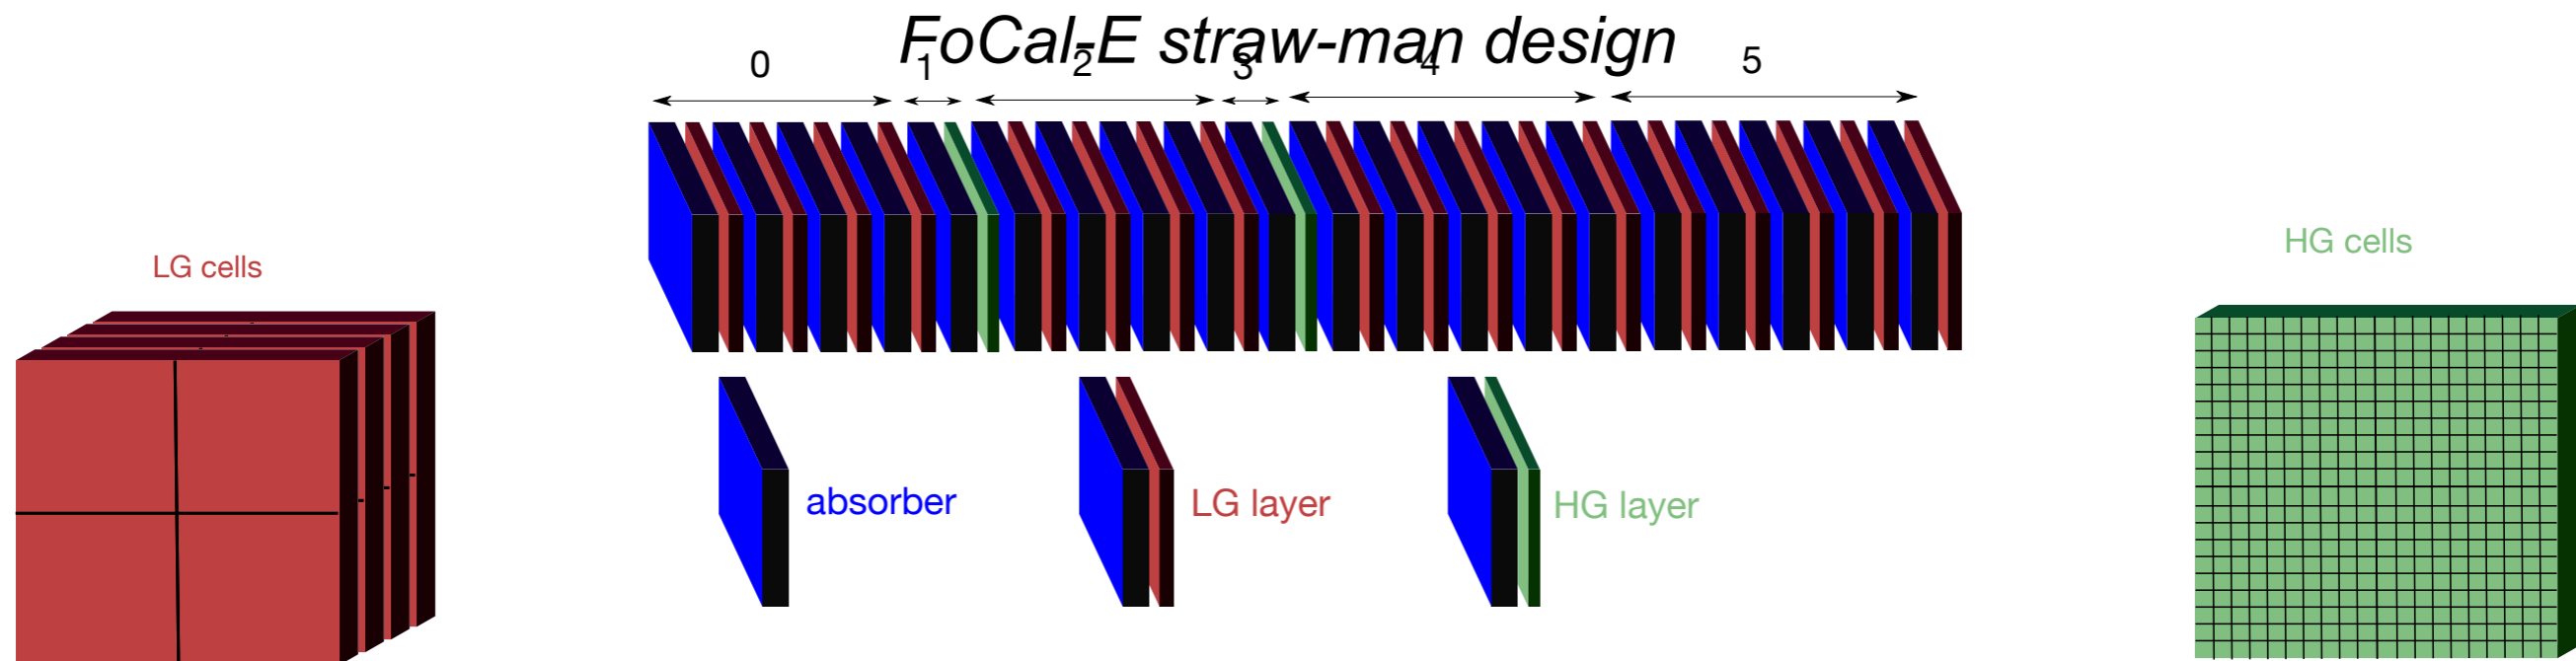 FoCal-E straw-man design
0 1 2 3 4 5
LG cells
HG cells
absorber
LG layer
HG layer